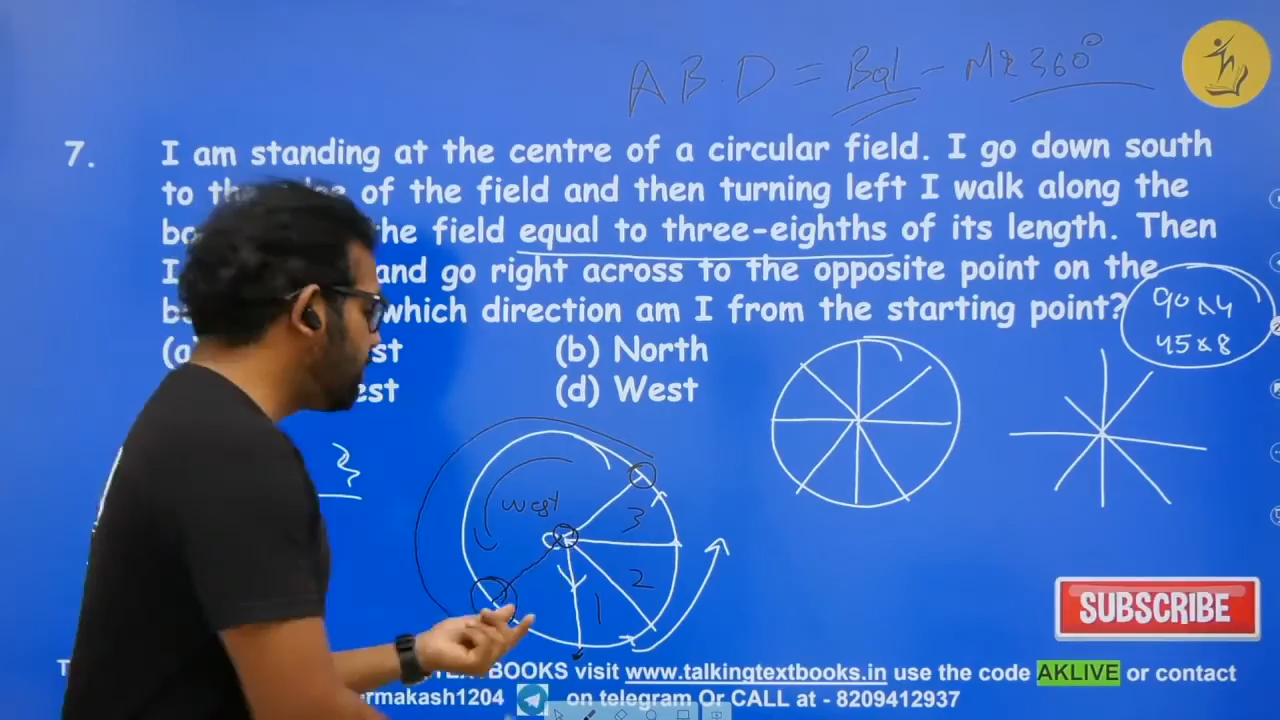 A B.D = Bql - M& 360°
7. I am standing at the centre of a circular field. I go down south
to of the field and then turning left I walk along the
the field equal to three-eighths of its length. Then
I and go right across to the opposite point on the
which direction am I from the starting point?
90 x 4
45 x 8
(b) North
(d) West
3
west
3
2
1
SUBSCRIBE
BOOKS visit www.talkingtextbooks.in use the code AKLIVE or contact
rmakash1204 on telegram Or CALL at - 8209412937